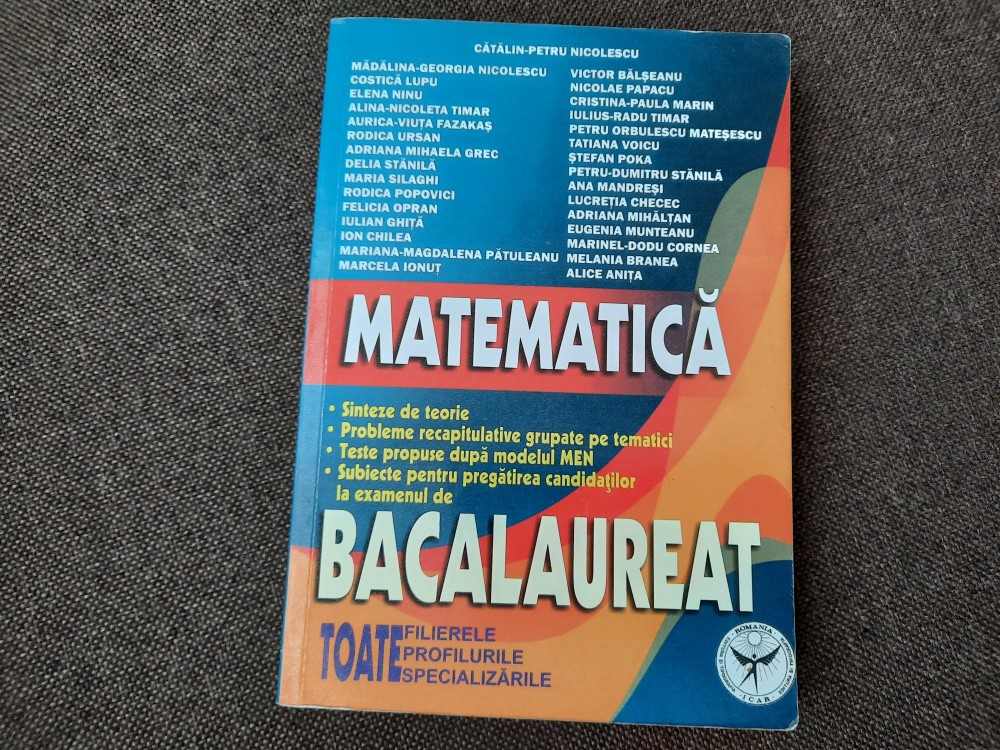 CĂTĂLIN-PETRU NICOLESCU
MĂDĂLINA-GEORGIA NICOLESCU
COSTICĂ LUPU
ELENA NINU
ALINA-NICOLETA TIMAR
AURICA-VIUȚA FAZAKAȘ
RODICA URSAN
ADRIANA MIHAELA GREC
DELIA STĂNILĂ
MARIA SILAGHI
RODICA POPOVICI
FELICIA OPRAN
IULIAN GHIȚĂ
ION CHILEA
MARIANA-MAGDALENA PĂTULEANU
MARCELA IONUȚ
VICTOR BĂLȘEANU
NICOLAE PAPACU
CRISTINA-PAULA MARIN
IULIUS-RADU TIMAR
PETRU ORBULESCU MATEȘESCU
TATIANA VOICU
ȘTEFAN POKA
PETRU-DUMITRU STĂNILĂ
ANA MANDREȘI
LUCREȚIA CHECEC
ADRIANA MIHĂLȚAN
EUGENIA MUNTEANU
MARINEL-DODU CORNEA
MELANIA BRANEA
ALICE ANIȚA
MATEMATICĂ
• Sinteze de teorie
• Probleme recapitulative grupate pe tematici
• Teste propuse după modelul MEN
• Subiecte pentru pregătirea candidaților
la examenul de
BACALAUREAT
TOATE FILIERELE
PROFILURILE
SPECIALIZĂRILE
ROMANIA
EDITURA ȘI TIPOGRAFIA
I C A R